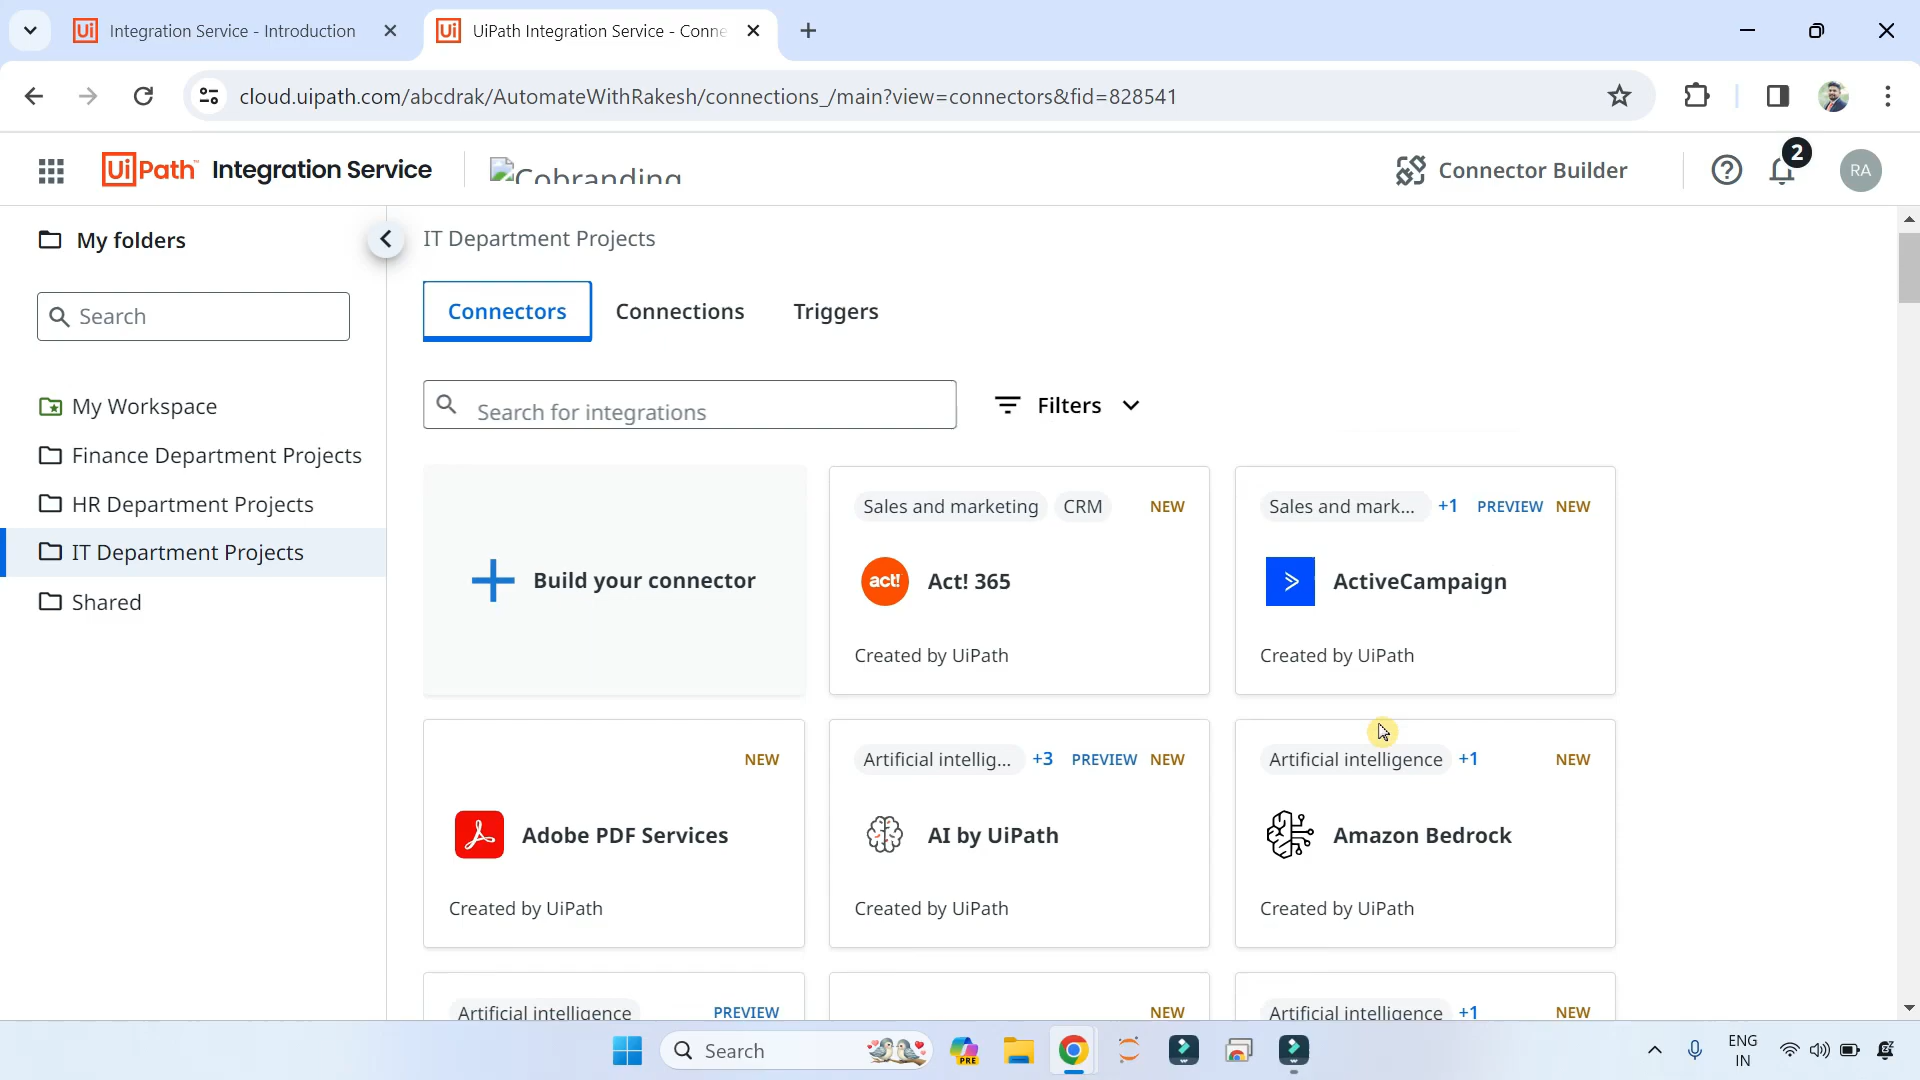 Integration Service - Introduction
UiPath Integration Service - Conne
cloud.uipath.com/abcdrak/AutomateWithRakesh/connections_/main?view=connectors&fid=828541
UiPath™ Integration Service
Cobranding
Connector Builder
2
RA
My folders
Search
My Workspace
Finance Department Projects
HR Department Projects
IT Department Projects
Shared
IT Department Projects
Connectors Connections Triggers
Search for integrations
Filters
Build your connector
Sales and marketing CRM NEW
act! Act! 365
Created by UiPath
Sales and mark... +1 PREVIEW NEW
ActiveCampaign
Created by UiPath
NEW
Adobe PDF Services
Created by UiPath
Artificial intellig... +3 PREVIEW NEW
AI by UiPath
Created by UiPath
Artificial intelligence +1 NEW
Amazon Bedrock
Created by UiPath
Artificial intelligence PREVIEW
NEW
Artificial intelligence +1 NEW
Search
PRE
ENG
IN